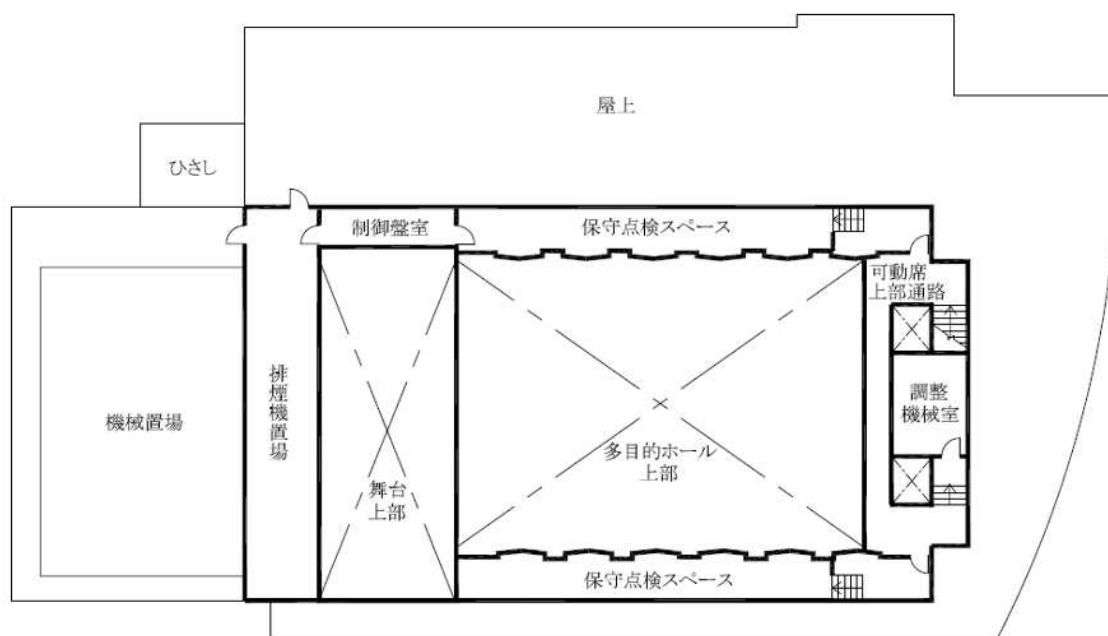 屋上
ひさし
制御盤室
保守点検スペース
可動席
上部通路
機械置場
排煙機置場
調整
機械室
多目的ホール
上部
舞台
上部
保守点検スペース